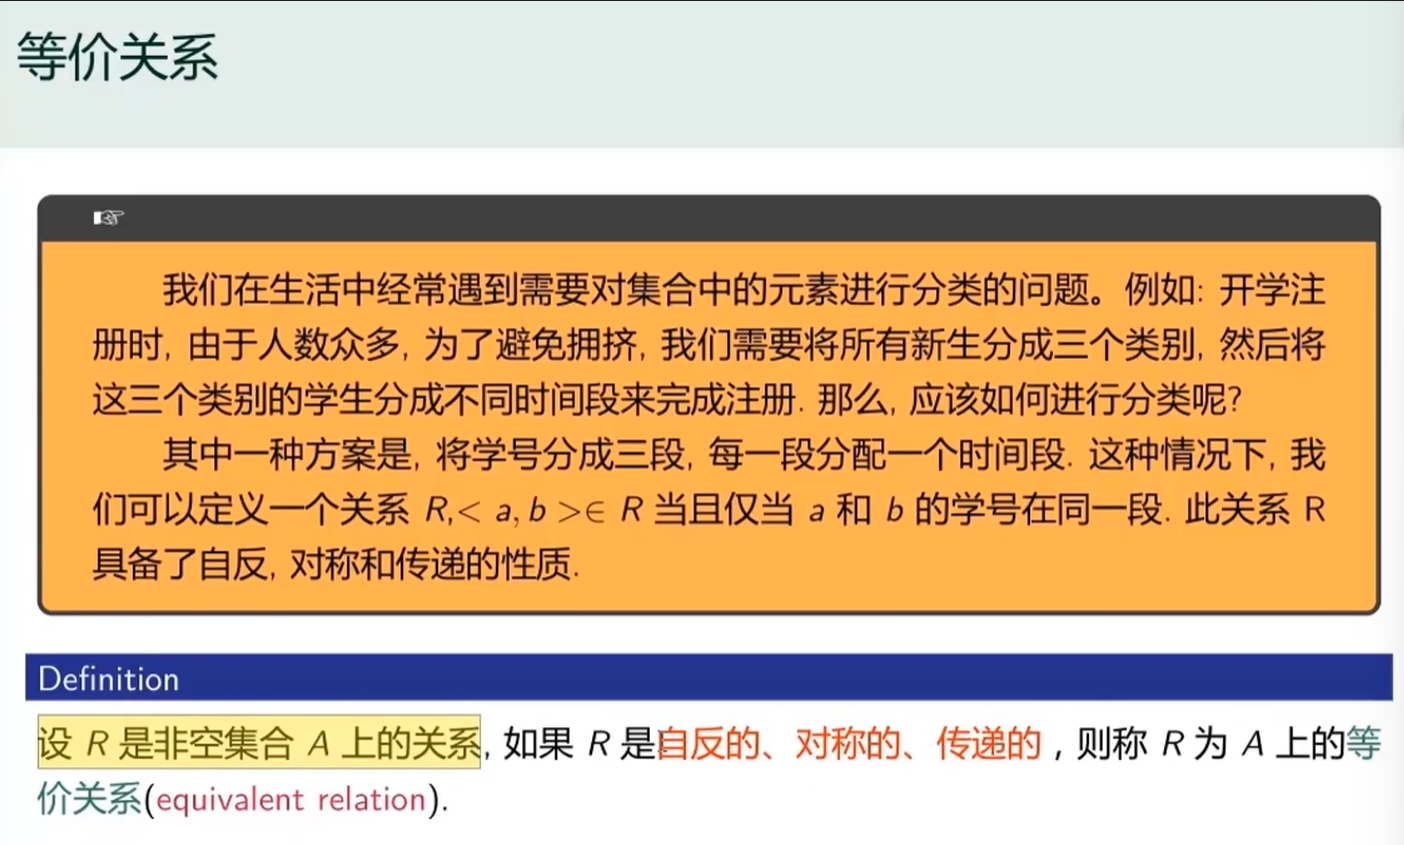 等价关系
☞
我们在生活中经常遇到需要对集合中的元素进行分类的问题。例如: 开学注
册时, 由于人数众多, 为了避免拥挤, 我们需要将所有新生分成三个类别, 然后将
这三个类别的学生分成不同时间段来完成注册. 那么, 应该如何进行分类呢?
其中一种方案是, 将学号分成三段, 每一段分配一个时间段. 这种情况下, 我
们可以定义一个关系 R,< a, b >∈ R 当且仅当 a 和 b 的学号在同一段. 此关系 R
具备了自反, 对称和传递的性质.
Definition
设 R 是非空集合 A 上的关系, 如果 R 是自反的、对称的、传递的 , 则称 R 为 A 上的等
价关系(equivalent relation).